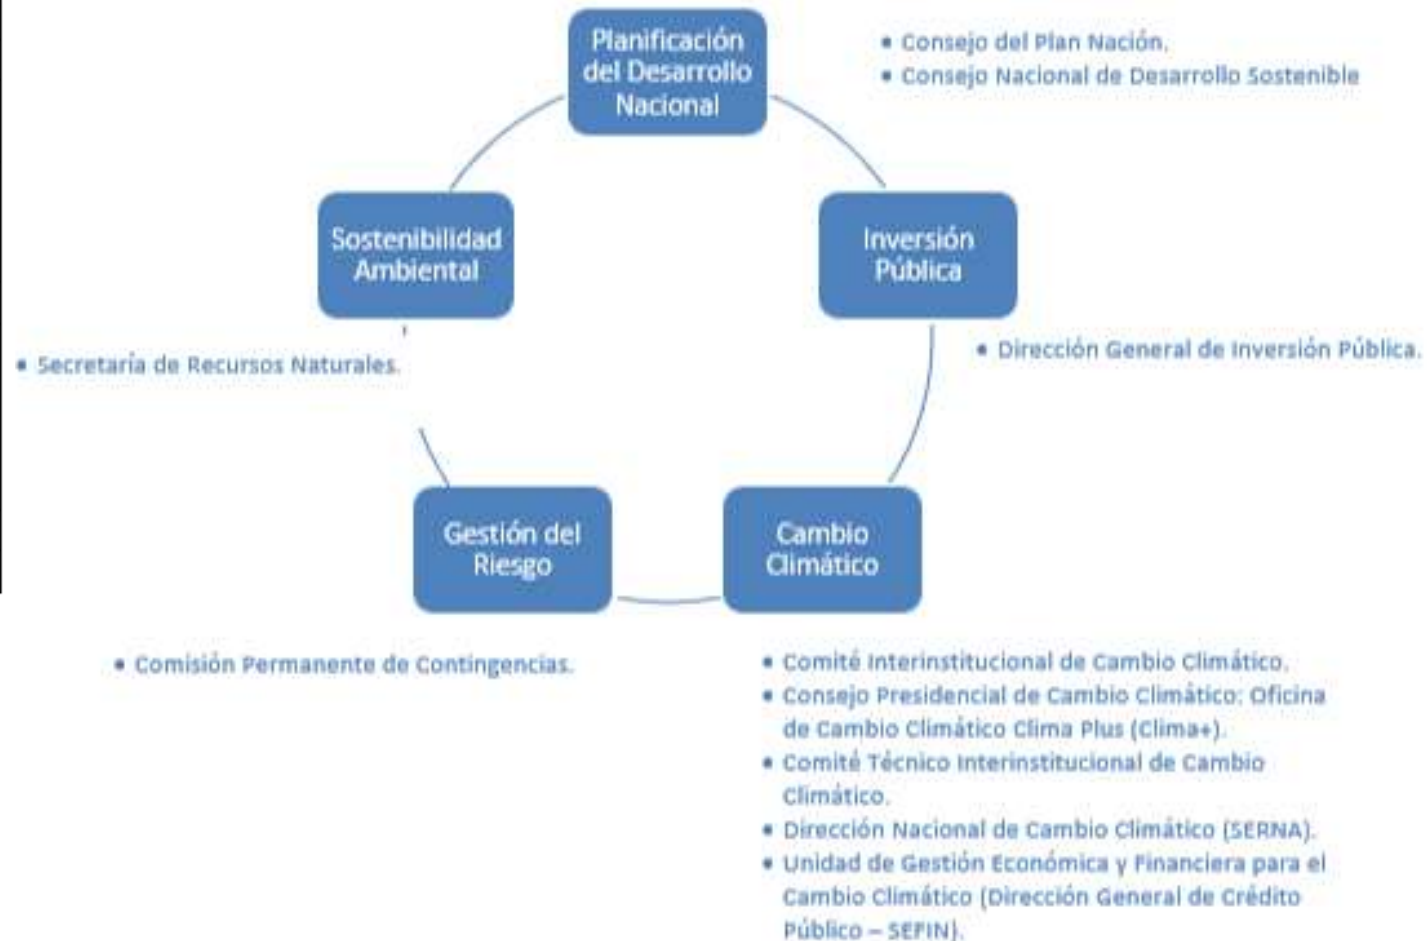 Planificación
del Desarrollo
Nacional
• Consejo del Plan Nación.
• Consejo Nacional de Desarrollo Sostenible
Sostenibilidad
Ambiental
Inversión
Pública
• Secretaría de Recursos Naturales.
• Dirección General de Inversión Pública.
Gestión del
Riesgo
Cambio
Climático
• Comisión Permanente de Contingencias.
• Comité Interinstitucional de Cambio Climático.
• Consejo Presidencial de Cambio Climático: Oficina
de Cambio Climático Clima Plus (Clima+).
• Comité Técnico Interinstitucional de Cambio
Climático.
• Dirección Nacional de Cambio Climático (SERNA).
• Unidad de Gestión Económica y Financiera para el
Cambio Climático (Dirección General de Crédito
Público – SEFIN).